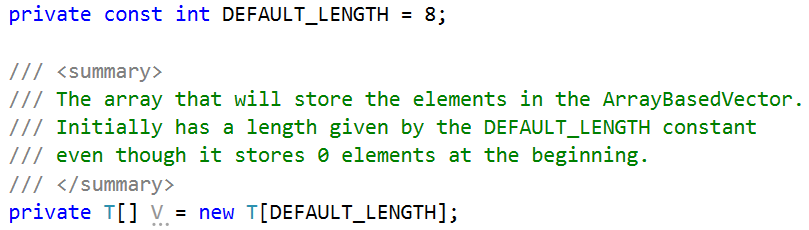 private const int DEFAULT_LENGTH = 8;
/// <summary>
/// The array that will store the elements in the ArrayBasedVector.
/// Initially has a length given by the DEFAULT_LENGTH constant
/// even though it stores 0 elements at the beginning.
/// </summary>
private T[] V = new T[DEFAULT_LENGTH];